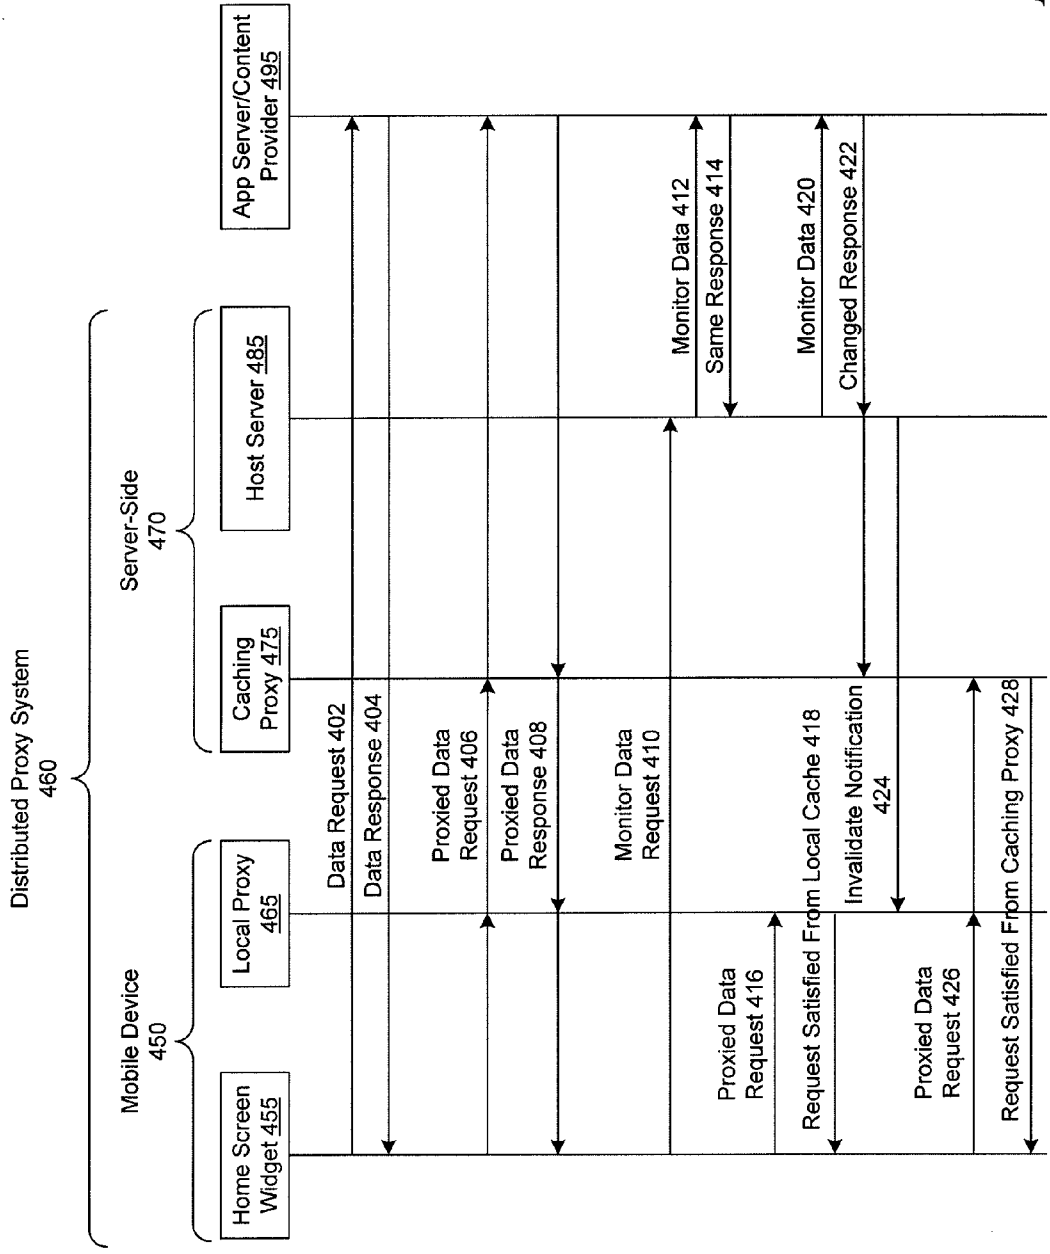 Distributed Proxy System
460
Mobile Device
450
Server-Side
470
Home Screen
Widget 455
Local Proxy
465
Caching
Proxy 475
Host Server 485
App Server/Content
Provider 495
Data Request 402
Data Response 404
Proxied Data
Request 406
Proxied Data
Response 408
Monitor Data
Request 410
Monitor Data 412
Same Response 414
Proxied Data
Request 416
Request Satisfied From Local Cache 418
Monitor Data 420
Changed Response 422
Invalidate Notification
424
Proxied Data
Request 426
Request Satisfied From Caching Proxy 428